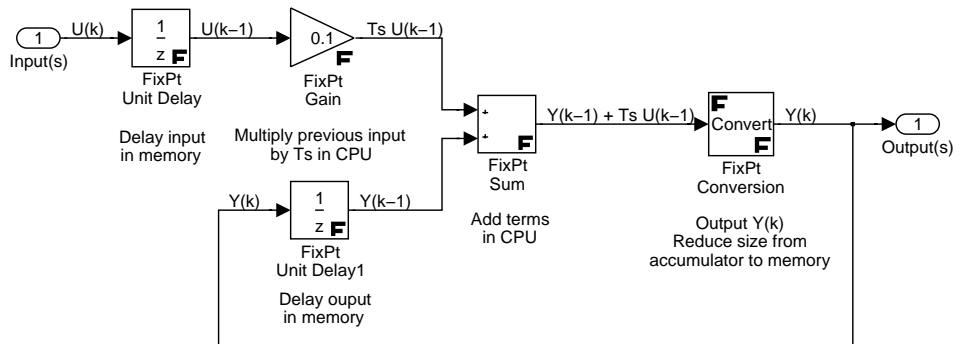 1
Input(s)
U(k)
1
z
F
FixPt
Unit Delay
Delay input
in memory
U(k−1)
0.1
F
FixPt
Gain
Multiply previous input
by Ts in CPU
Ts U(k−1)
Y(k)
1
z
F
FixPt
Unit Delay1
Delay ouput
in memory
Y(k−1)
+
+
F
FixPt
Sum
Add terms
in CPU
Y(k−1) + Ts U(k−1)
F
Convert
F
FixPt
Conversion
Output Y(k)
Reduce size from
accumulator to memory
Y(k)
1
Output(s)